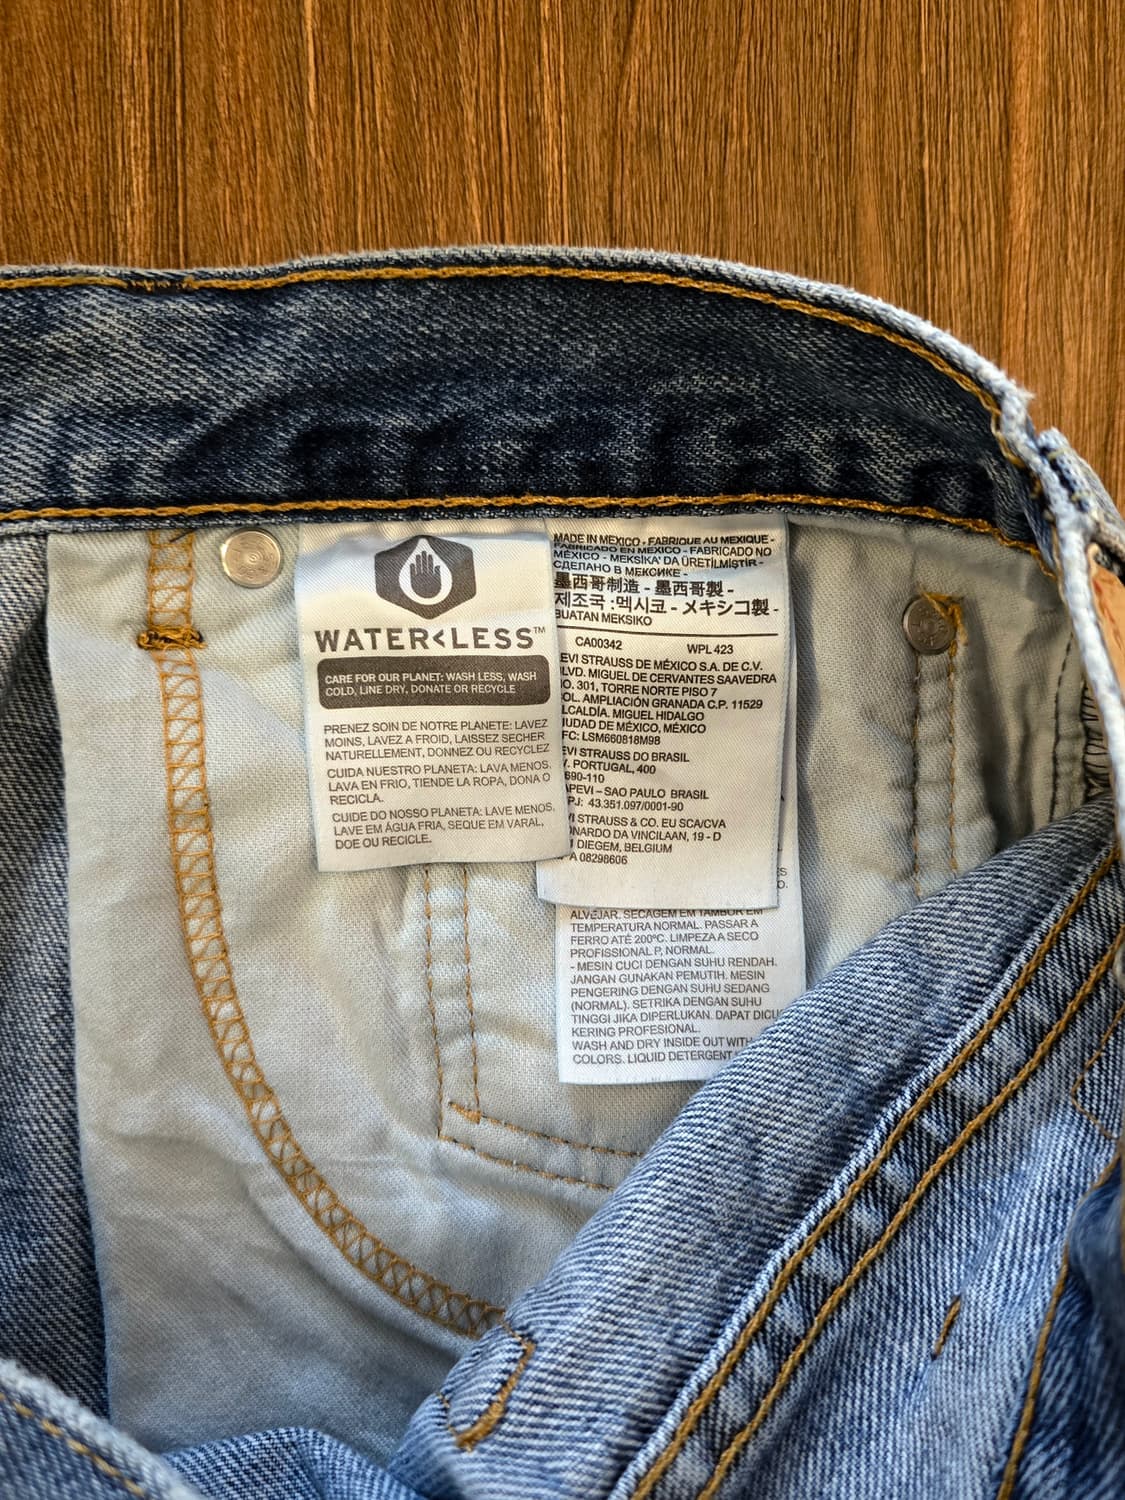 WATER<LESS™
CARE FOR OUR PLANET: WASH LESS, WASH
COLD, LINE DRY, DONATE OR RECYCLE
PRENEZ SOIN DE NOTRE PLANETE: LAVEZ
MOINS, LAVEZ A FROID, LAISSEZ SECHER
NATURELLEMENT, DONNEZ OU RECYCLEZ
CUIDA NUESTRO PLANETA: LAVA MENOS,
LAVA EN FRIO, TIENDE LA ROPA, DONA O
RECICLA.
CUIDE DO NOSSO PLANETA: LAVE MENOS,
LAVE EM ÁGUA FRIA, SEQUE EM VARAL,
DOE OU RECICLE.
MADE IN MEXICO - FABRIQUE AU MEXIQUE -
FABRICADO EN MEXICO - FABRICADO NO
MÉXICO - MEKSİKA' DA ÜRETİLMİŞTİR -
СДЕЛАНО В МЕКСИКЕ -
墨西哥制造 - 墨西哥製 -
제조국 :멕시코 - メキシコ製 -
BUATAN MEKSIKO
CA00342 WPL 423
EVI STRAUSS DE MÉXICO S.A. DE C.V.
LVD. MIGUEL DE CERVANTES SAAVEDRA
O. 301, TORRE NORTE PISO 7
OL. AMPLIACIÓN GRANADA C.P. 11529
LCALDÍA. MIGUEL HIDALGO
IUDAD DE MÉXICO, MÉXICO
FC: LSM660818M98
EVI STRAUSS DO BRASIL
V. PORTUGAL, 400
690-110
APEVI – SAO PAULO BRASIL
PJ: 43.351.097/0001-90
VI STRAUSS & CO. EU SCA/CVA
ONARDO DA VINCILAAN, 19 - D
DIEGEM, BELGIUM
A 08298606
ALVEJAR. SECAGEM EM TAMBOR EM
TEMPERATURA NORMAL. PASSAR A
FERRO ATÉ 200ºC. LIMPEZA A SECO
PROFISSIONAL P, NORMAL.
- MESIN CUCI DENGAN SUHU RENDAH.
JANGAN GUNAKAN PEMUTIH. MESIN
PENGERING DENGAN SUHU SEDANG
(NORMAL). SETRIKA DENGAN SUHU
TINGGI JIKA DIPERLUKAN. DAPAT DICU
KERING PROFESIONAL.
WASH AND DRY INSIDE OUT WITH
COLORS. LIQUID DETERGENT